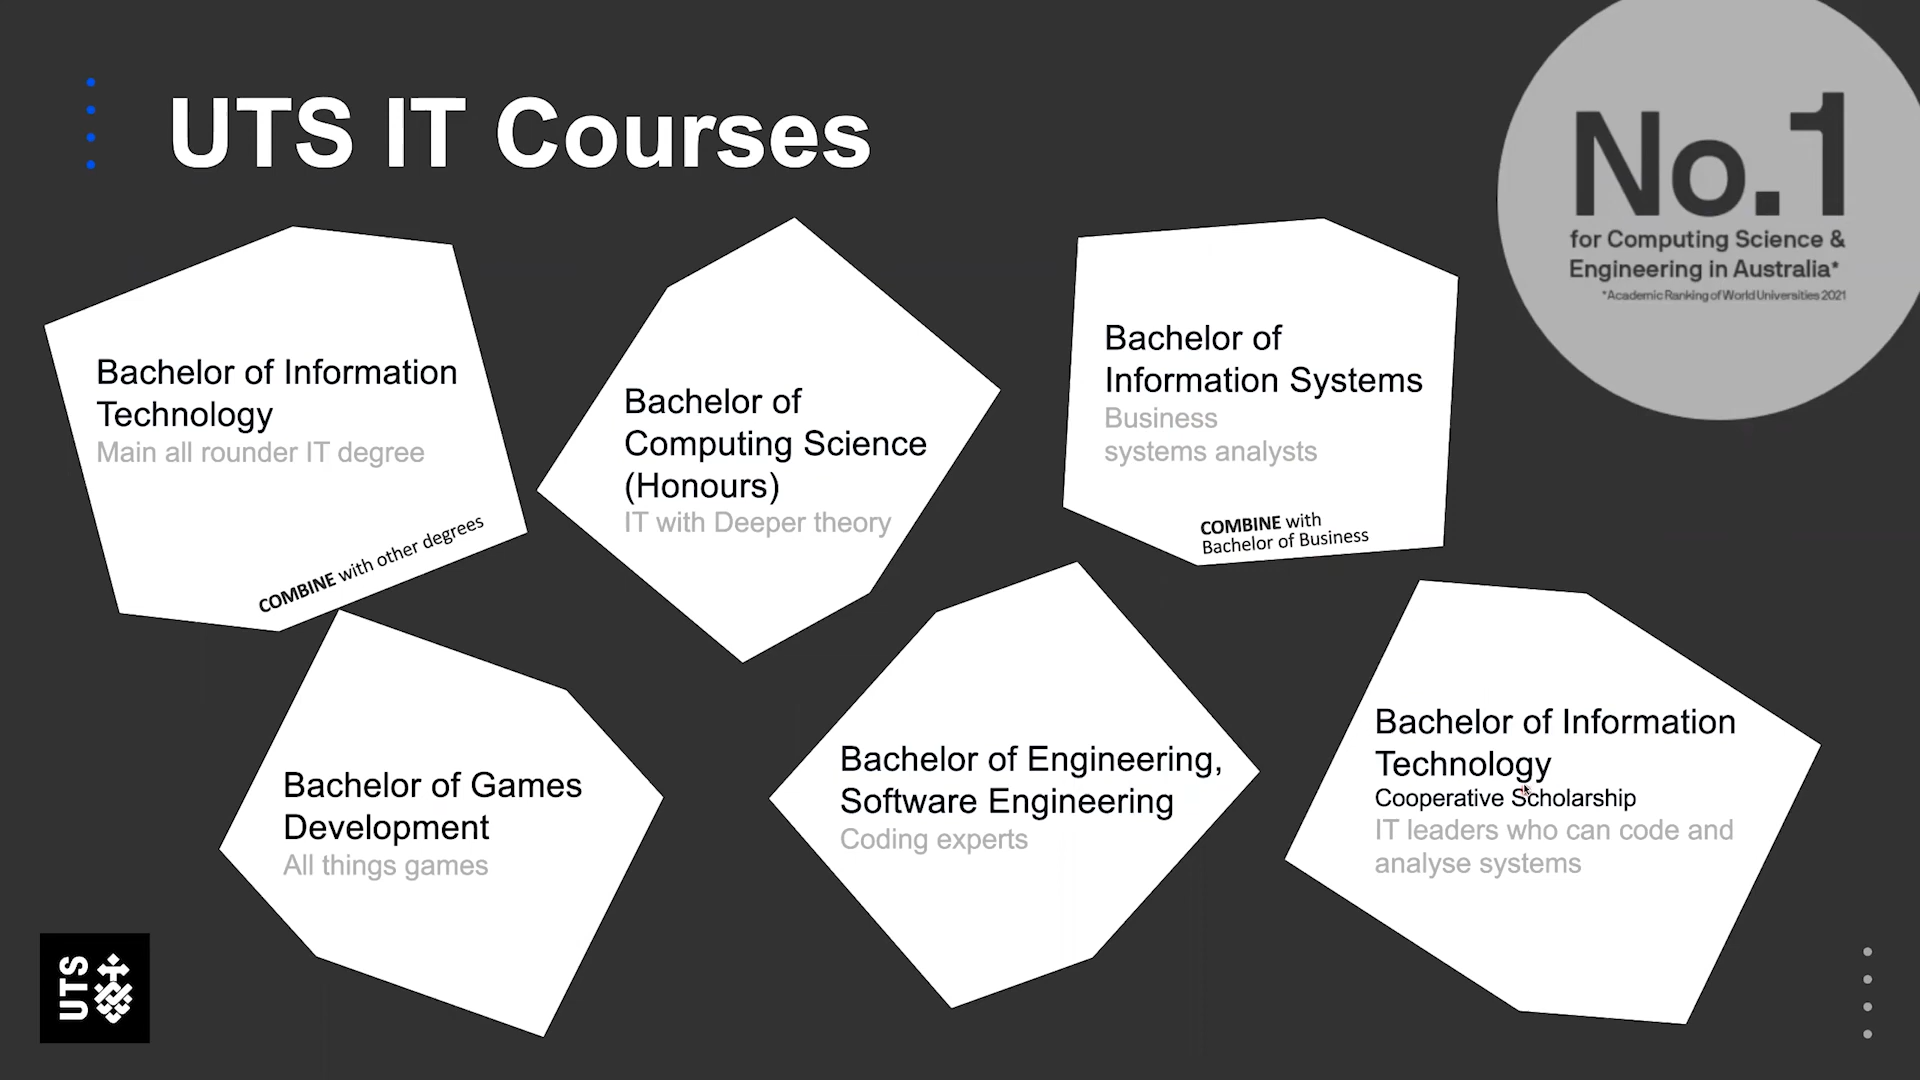 UTS IT Courses
No.1
for Computing Science &
Engineering in Australia*
*Academic Ranking of World Universities 2021
Bachelor of Information
Technology
Main all rounder IT degree
COMBINE with other degrees
Bachelor of
Computing Science
(Honours)
IT with Deeper theory
Bachelor of
Information Systems
Business
systems analysts
COMBINE with
Bachelor of Business
Bachelor of Games
Development
All things games
Bachelor of Engineering,
Software Engineering
Coding experts
Bachelor of Information
Technology
Cooperative Scholarship
IT leaders who can code and
analyse systems
UTS